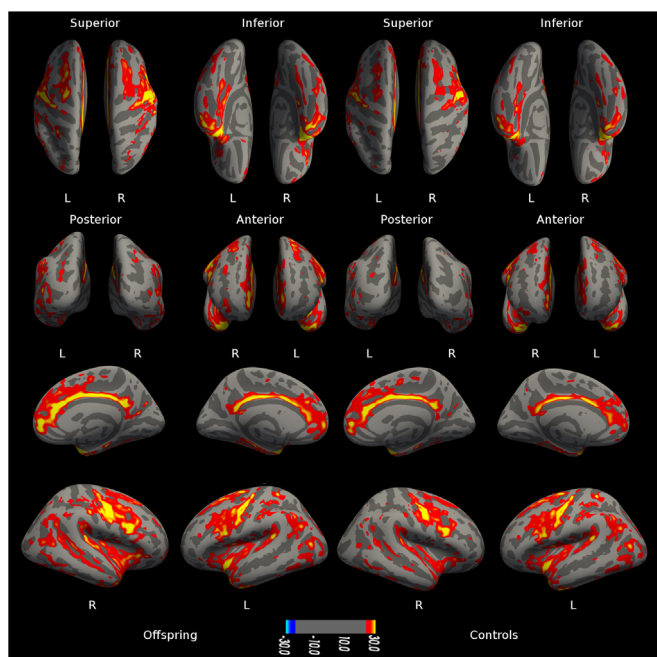 Superior Inferior Superior Inferior
L R L R L R L R
Posterior Anterior Posterior Anterior
L R R L L R R L
R L R L
Offspring -30.0 -10.0 10.0 30.0 Controls